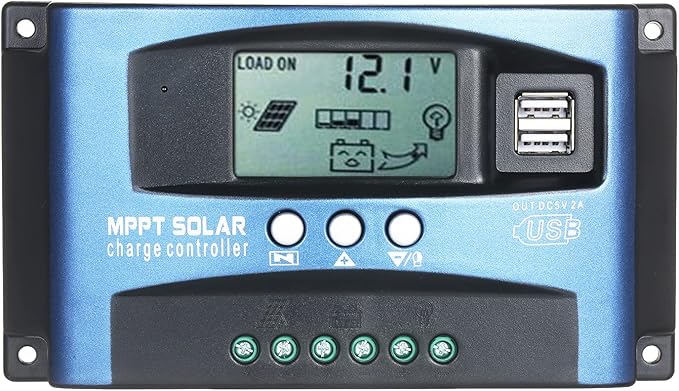 LOAD ON 12.1 V
MPPT SOLAR
charge controller
OUT DC5V 2A
USB